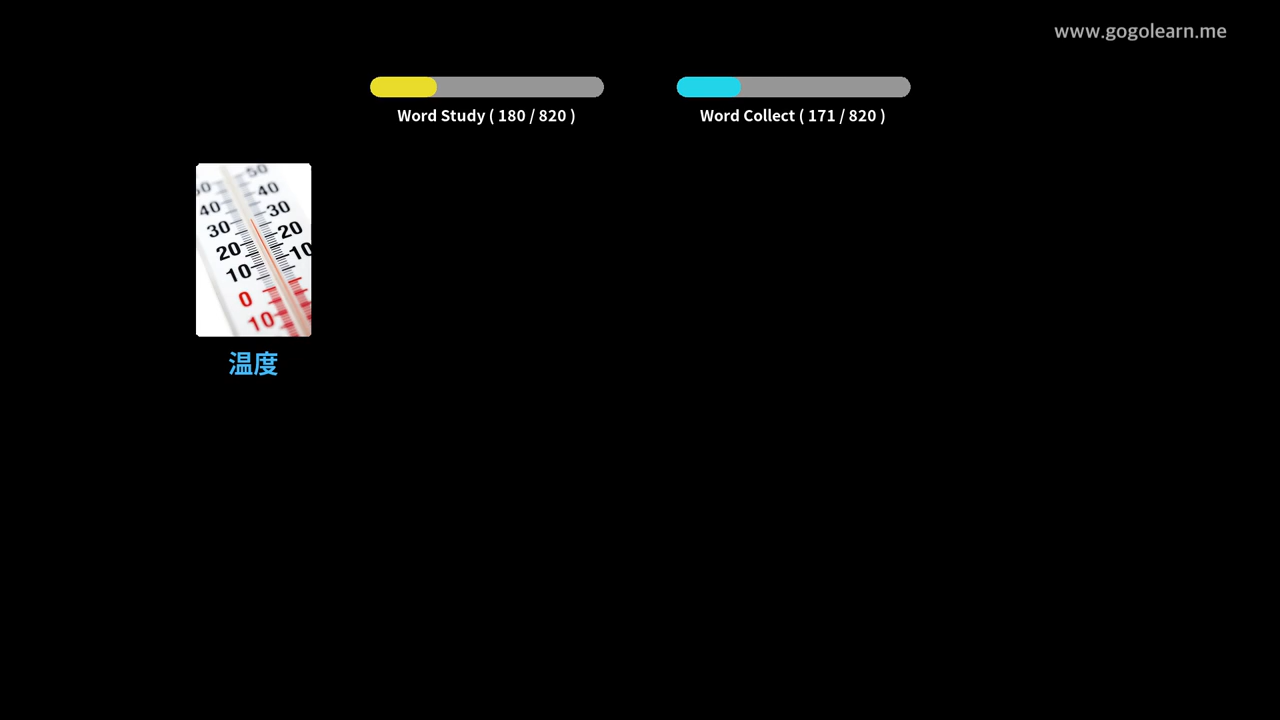 www.gogolearn.me
Word Study ( 180 / 820 )
Word Collect ( 171 / 820 )
50
40 40
30 30
20 20
10 10
0
10
温度